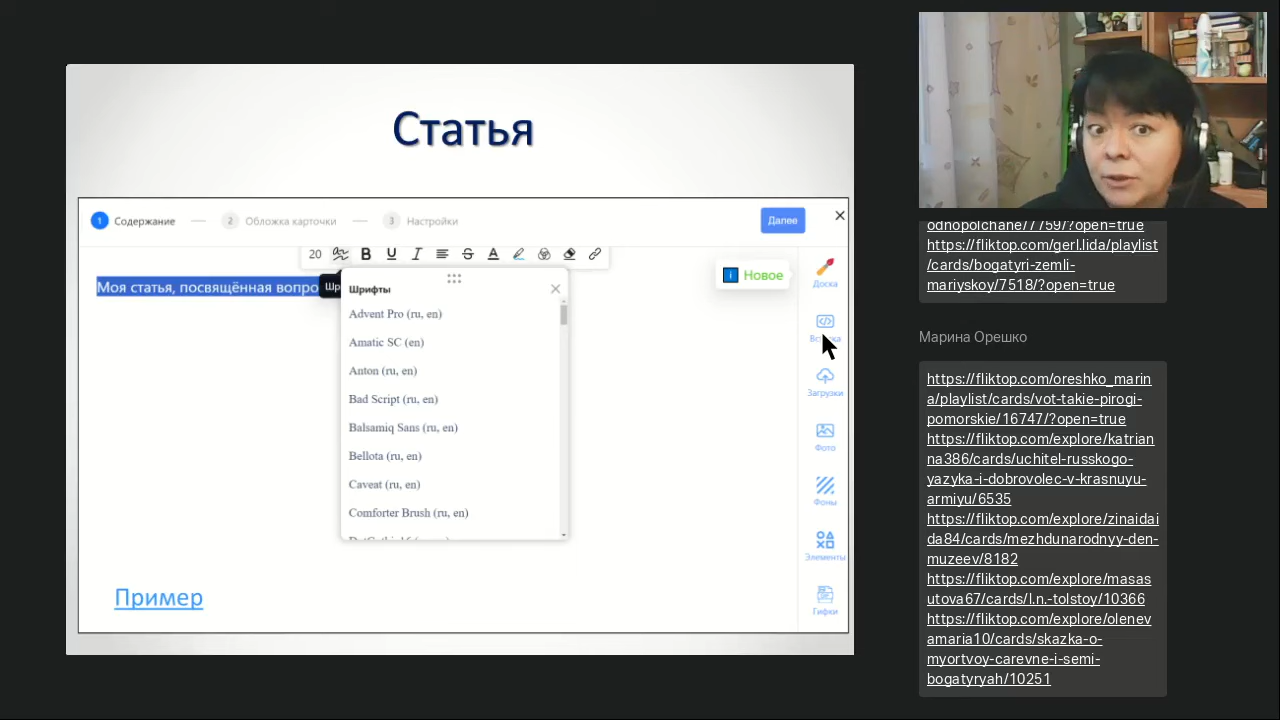 Статья
1 Содержание — 2 Обложка карточки — 3 Настройки
Далее
20 B U I S A
Моя статья, посвящённая вопро
Шрифты
Advent Pro (ru, en)
Amatic SC (en)
Anton (ru, en)
Bad Script (ru, en)
Balsamiq Sans (ru, en)
Bellota (ru, en)
Caveat (ru, en)
Comforter Brush (ru, en)
i Новое
Доска
Загрузки
Фото
Фоны
Элементы
Гифки
Пример
odnopolchane/77597/?open=true
https://fliktop.com/gerl.lida/playlist
/cards/bogatyri-zemli-
mariyskoy/7518/?open=true
Марина Орешко
https://fliktop.com/oreshko_marin
a/playlist/cards/vot-takie-pirogi-
pomorskie/16747/?open=true
https://fliktop.com/explore/katrian
na386/cards/uchitel-russkogo-
yazyka-i-dobrovolec-v-krasnuyu-
armiyu/6535
https://fliktop.com/explore/zinaidai
da84/cards/mezhdunarodnyy-den-
muzeev/8182
https://fliktop.com/explore/masas
utova67/cards/l.n.-tolstoy/10366
https://fliktop.com/explore/olenev
amaria10/cards/skazka-o-
myortvoy-carevne-i-semi-
bogatyryah/10251